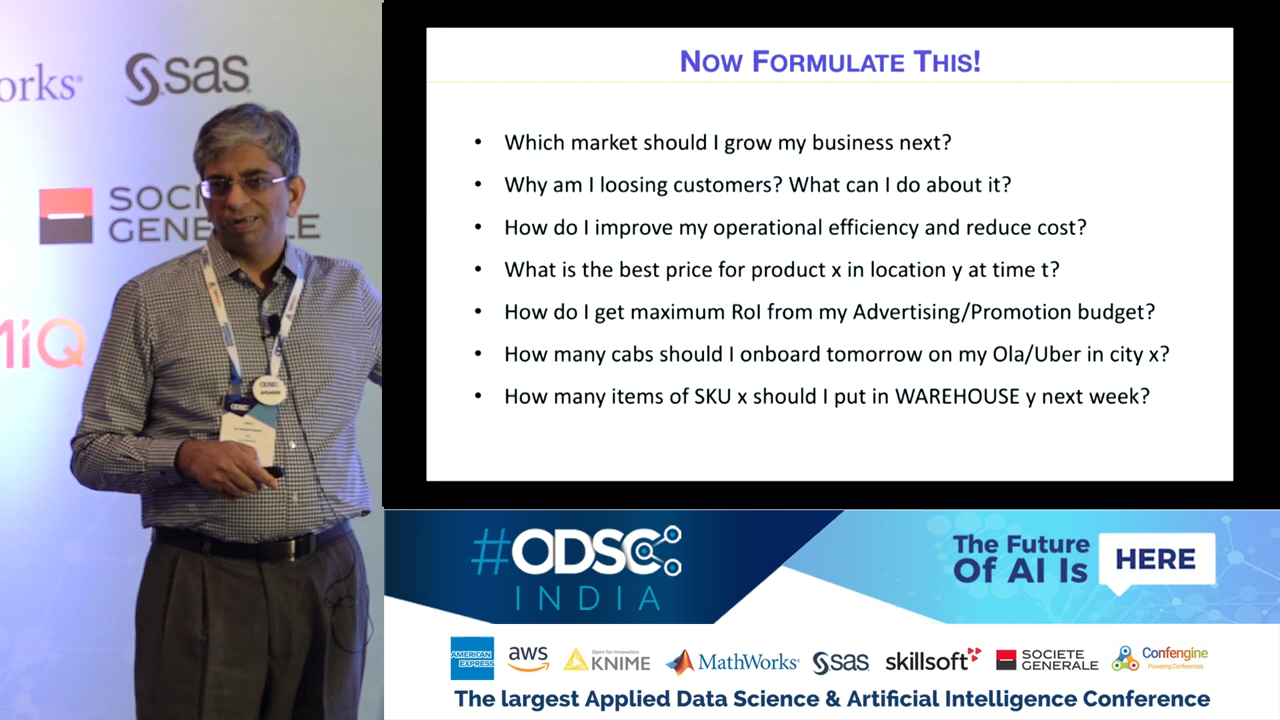 orks®
sas
SOCI
GENE LE
MiQ
ODSC
SPEAKER
ODSC
NOW FORMULATE THIS!
• Which market should I grow my business next?
• Why am I loosing customers? What can I do about it?
• How do I improve my operational efficiency and reduce cost?
• What is the best price for product x in location y at time t?
• How do I get maximum RoI from my Advertising/Promotion budget?
• How many cabs should I onboard tomorrow on my Ola/Uber in city x?
• How many items of SKU x should I put in WAREHOUSE y next week?
#ODSC
INDIA
The Future
Of AI Is
HERE
AMERICAN
EXPRESS
aws
Open for Innovation
KNIME
MathWorks®
sas
skillsoft
SOCIETE
GENERALE
Confengine
Powering Conferences
The largest Applied Data Science & Artificial Intelligence Conference